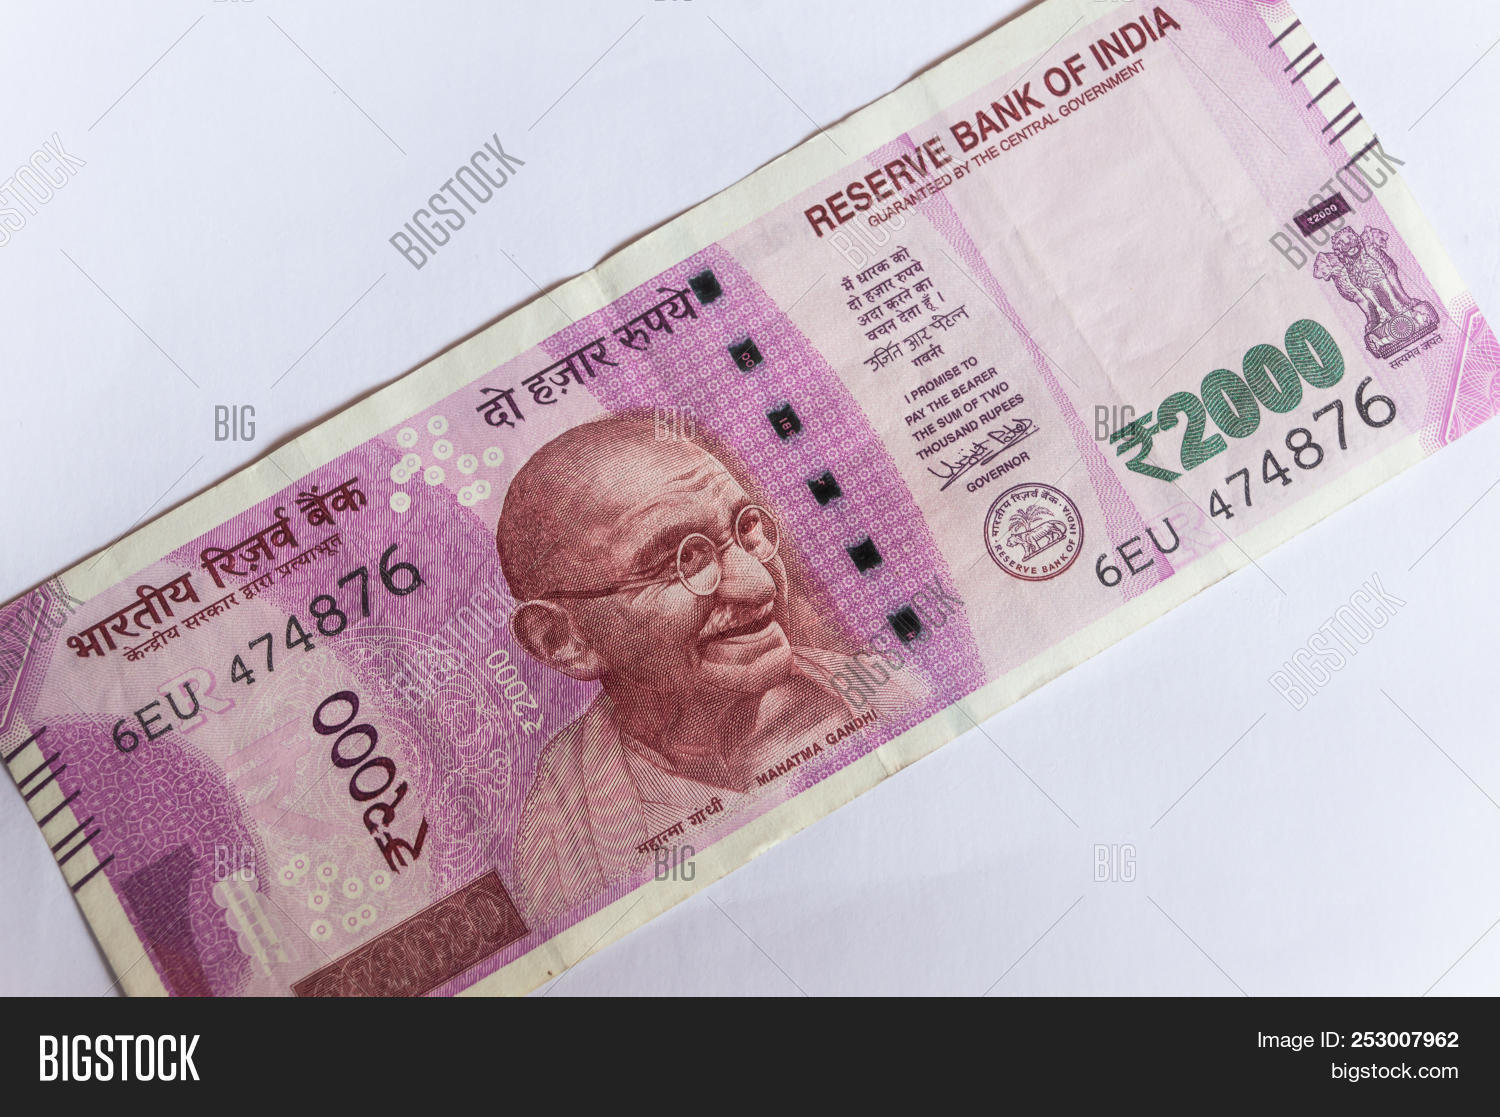 RESERVE BANK OF INDIA
GUARANTEED BY THE CENTRAL GOVERNMENT
₹2000
दो हज़ार रुपये
मैं धारक को
दो हज़ार रुपये
अदा करने का
वचन देता हूँ।
उर्जित आर पटेल
गवर्नर
I PROMISE TO
PAY THE BEARER
THE SUM OF TWO
THOUSAND RUPEES
GOVERNOR
भारतीय रिज़र्व बैंक
RESERVE BANK OF INDIA
सत्यमेव जयते
₹2000
6EU 474876
भारतीय रिज़र्व बैंक
केन्द्रीय सरकार द्वारा प्रत्याभूत
6EU 474876
₹२०००
₹2000
MAHATMA GANDHI
महात्मा गांधी
BIGSTOCK
BIGSTOCK
BIGSTOCK
BIGSTOCK
BIGSTOCK
BIGSTOCK
BIG
BIG
BIG
BIG
BIG
BIG
BIGSTOCK
Image ID: 253007962
bigstock.com